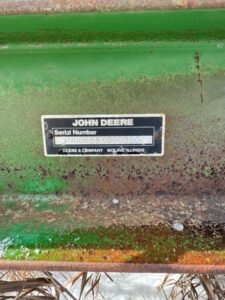 JOHN DEERE
Serial Number
DEERE & COMPANY MOLINE, ILLINOIS